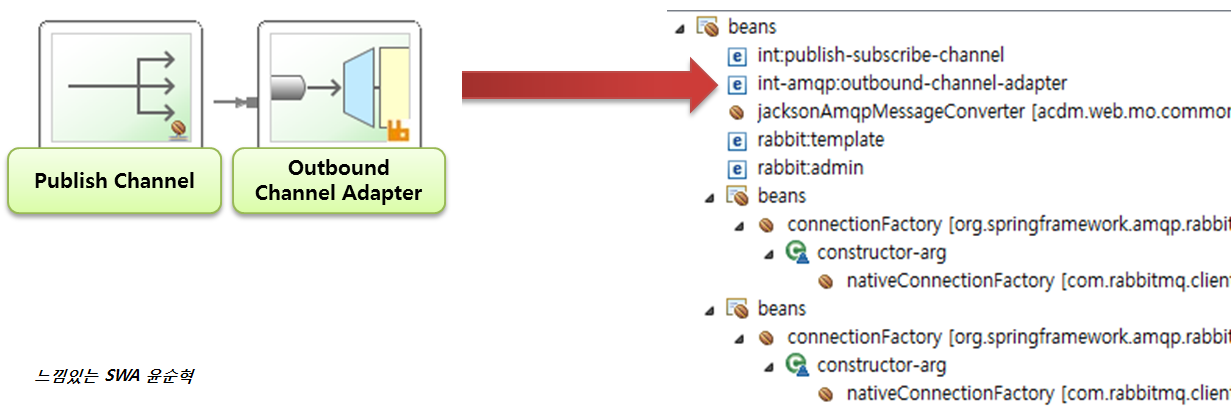 Publish Channel
Outbound
Channel Adapter
beans
int:publish-subscribe-channel
int-amqp:outbound-channel-adapter
jacksonAmqpMessageConverter [acdm.web.mo.common
rabbit:template
rabbit:admin
beans
connectionFactory [org.springframework.amqp.rabbit
constructor-arg
nativeConnectionFactory [com.rabbitmq.client
beans
connectionFactory [org.springframework.amqp.rabbit
constructor-arg
nativeConnectionFactory [com.rabbitmq.client
느낌있는 SWA 윤순혁